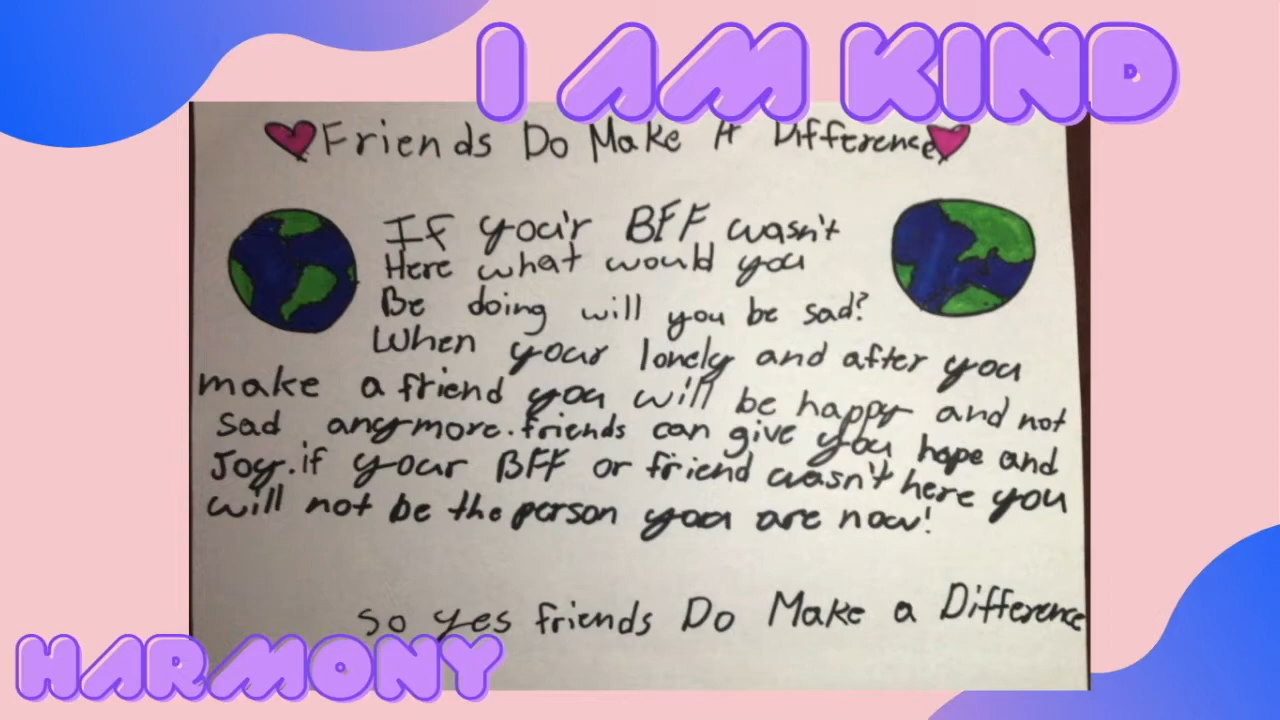 I AM KIND
Friends Do Make A Difference
If you'r BFF wasn't
Here what would you
Be doing will you be sad?
When your lonely and after you
make a friend you will be happy and not
sad anymore. friends can give you hope and
Joy. if your BFF or friend wasn't here you
will not be the person you are now!
so yes friends Do Make a Difference
HARMONY